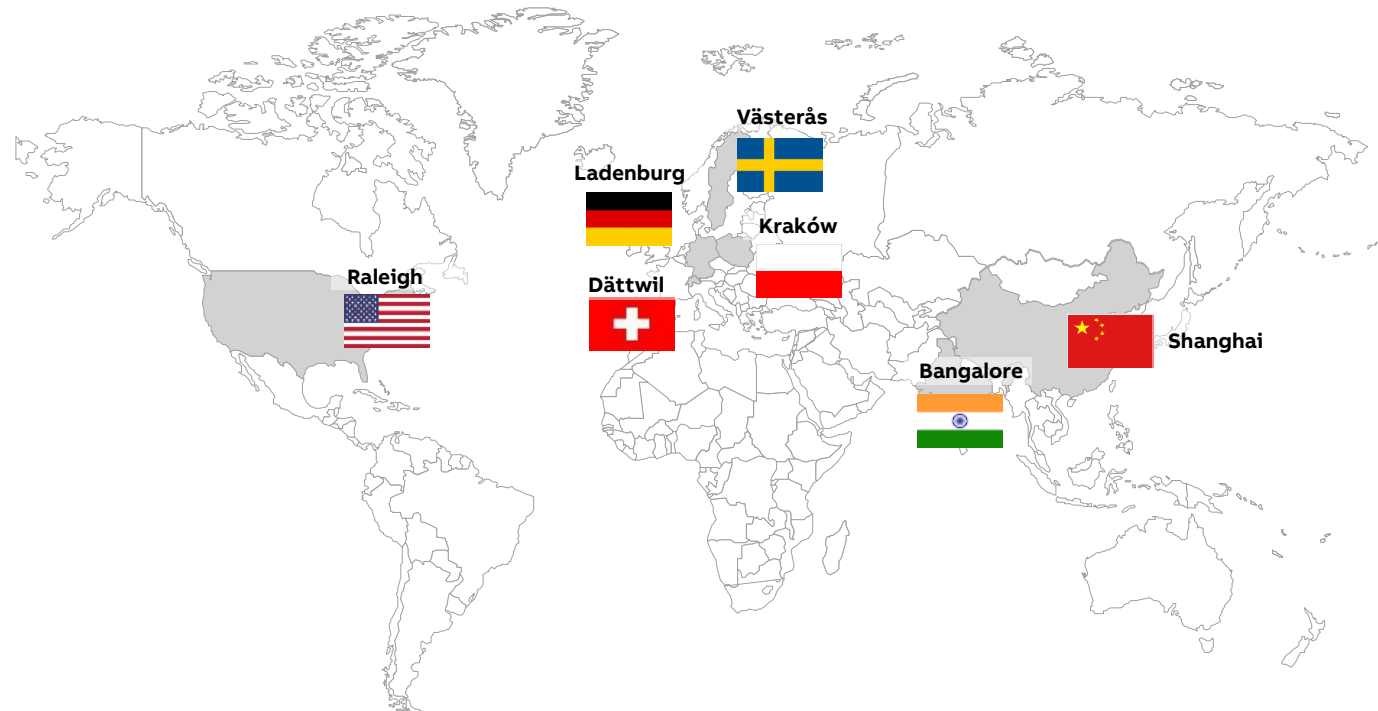 Västerås
Ladenburg
Kraków
Raleigh
Dättwil
Shanghai
Bangalore